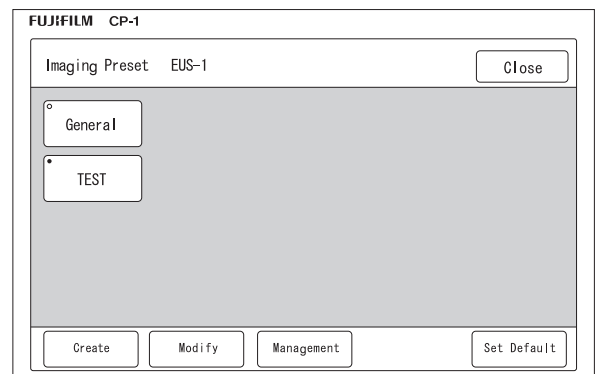 FUJIFILM CP-1
Imaging Preset EUS-1 Close
General
TEST
Create Modify Management Set Default